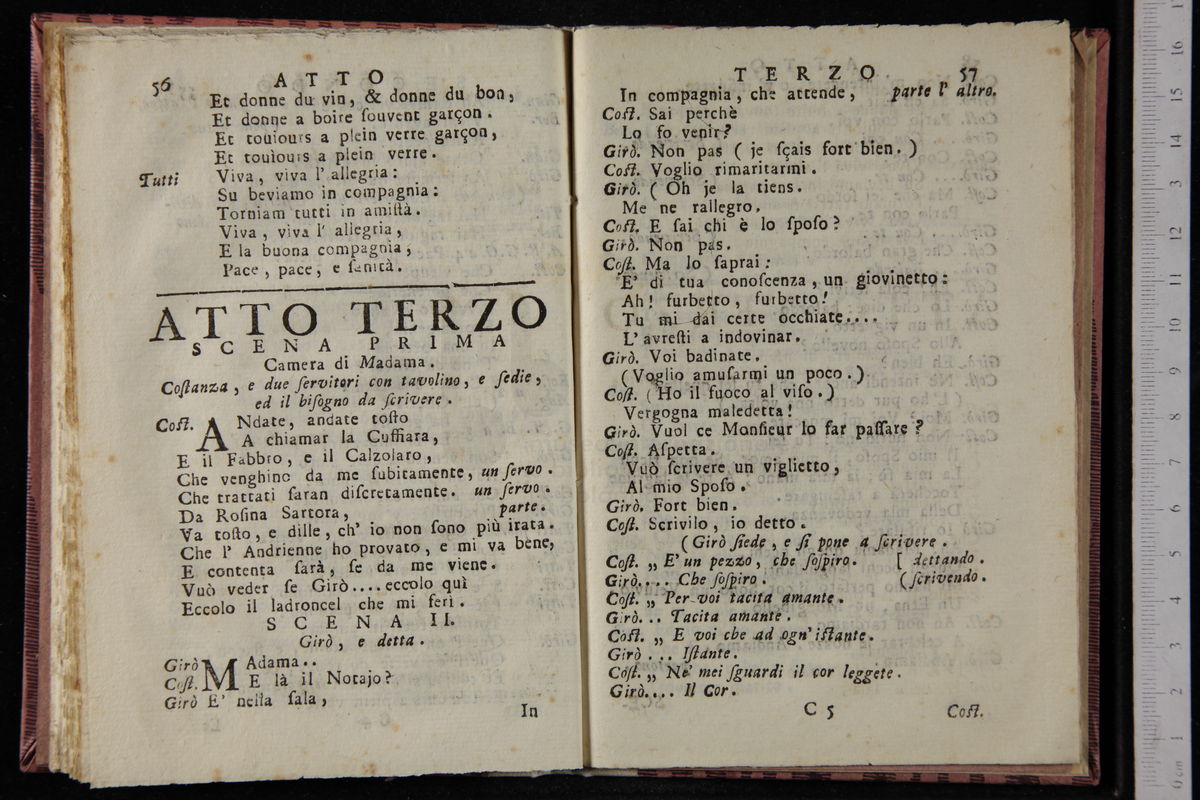 56 ATTO
Et donne du vin, & donne du bon,
Et donne a boire ſouvent garçon.
Et toujours a plein verre garçon,
Et toujours a plein verre.
Tutti Viva, viva l' allegria:
Su beviamo in compagnia:
Torniam tutti in amiſtà.
Viva, viva l' allegria,
E la buona compagnia,
Pace, pace, e ſanità.
ATTO TERZO
SCENA PRIMA
Camera di Madama.
Coſtanza, e due ſervitori con tavolino, e ſedie,
ed il biſogno da ſcrivere.
Coſt. ANdate, andate toſto
A chiamar la Cuffiara,
E il Fabbro, e il Calzolaro,
Che venghino da me ſubitamente, un ſervo.
Che trattati ſaran diſcretamente. un ſervo.
Da Roſina Sartora, parte.
Va toſto, e dille, ch' io non ſono più irata.
Che l' Andrienne ho provato, e mi va bene,
E contenta ſarà, ſe da me viene.
Vuò veder ſe Girò....eccolo quì
Eccolo il ladroncel che mi ferì.
SCENA II.
Girò, e detta.
Girò MAdama..
Coſt. E là il Notajo?
Girò E' nella ſala,
In
TERZO 57
In compagnia, che attende, parte l' altro.
Coſt. Sai perchè
Lo fo venir?
Girò. Non pas ( je ſçais fort bien. )
Coſt. Voglio rimaritarmi.
Girò. ( Oh je la tiens.
Me ne rallegro.
Coſt. E ſai chi è lo ſpoſo?
Girò. Non pas.
Coſt. Ma lo ſaprai:
E' di tua conoſcenza, un giovinetto:
Ah! furbetto, furbetto!
Tu mi dai certe occhiate....
L' avreſti a indovinar.
Girò. Voi badinate.
(Voglio amuſarmi un poco.)
Coſt. (Ho il fuoco al viſo.)
Vergogna maledetta!
Girò. Vuol ce Monſieur lo far paſſare?
Coſt. Aſpetta.
Vuò ſcrivere un viglietto,
Al mio Spoſo.
Girò. Fort bien.
Coſt. Scrivilo, io detto.
(Girò ſiede, e ſi pone a ſcrivere.
Coſt. „ E' un pezzo, che ſoſpiro. [ dettando.
Girò.... Che ſoſpiro. (ſcrivendo.
Coſt. „ Per voi tacita amante.
Girò... Tacita amante.
Coſt. „ E voi che ad ogn' iſtante.
Girò ... Iſtante.
Coſt. „ Ne' mei ſguardi il cor leggete.
Girò.... Il Cor.
C 5 Coſt.